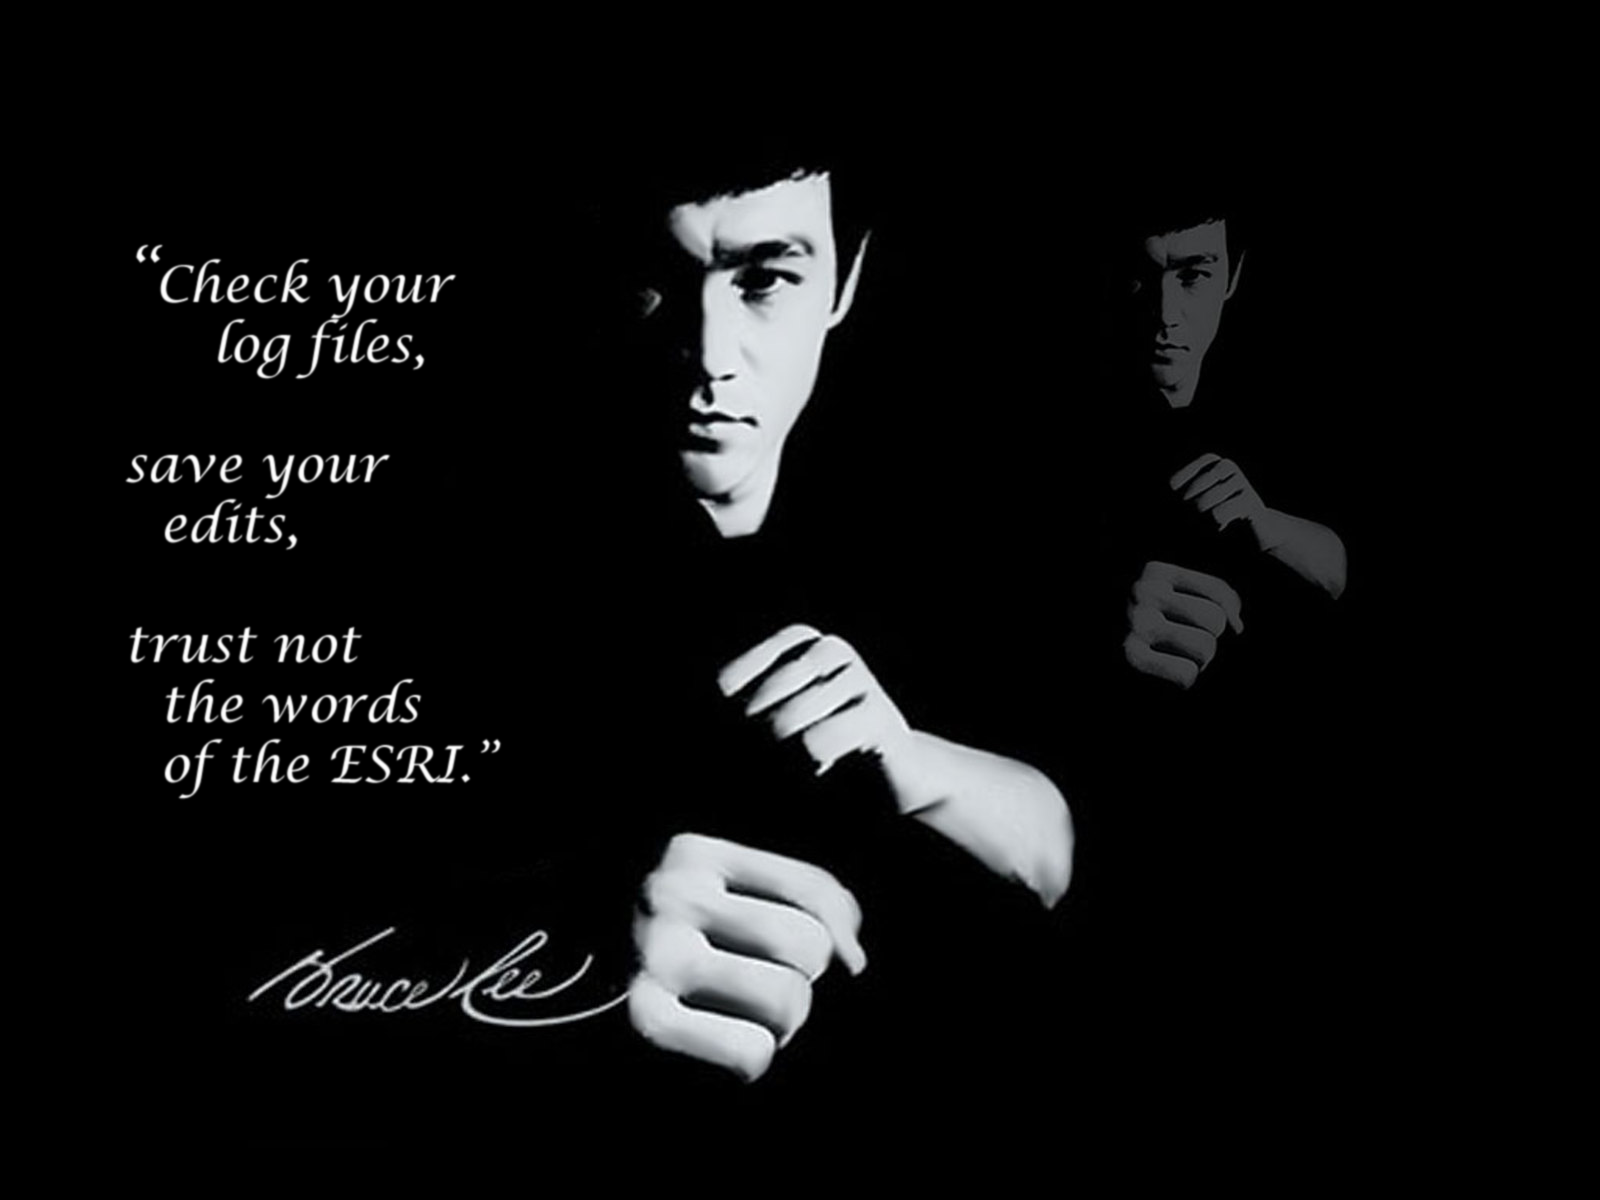 “Check your
log files,
save your
edits,
trust not
the words
of the ESRI.”
Bruce Lee